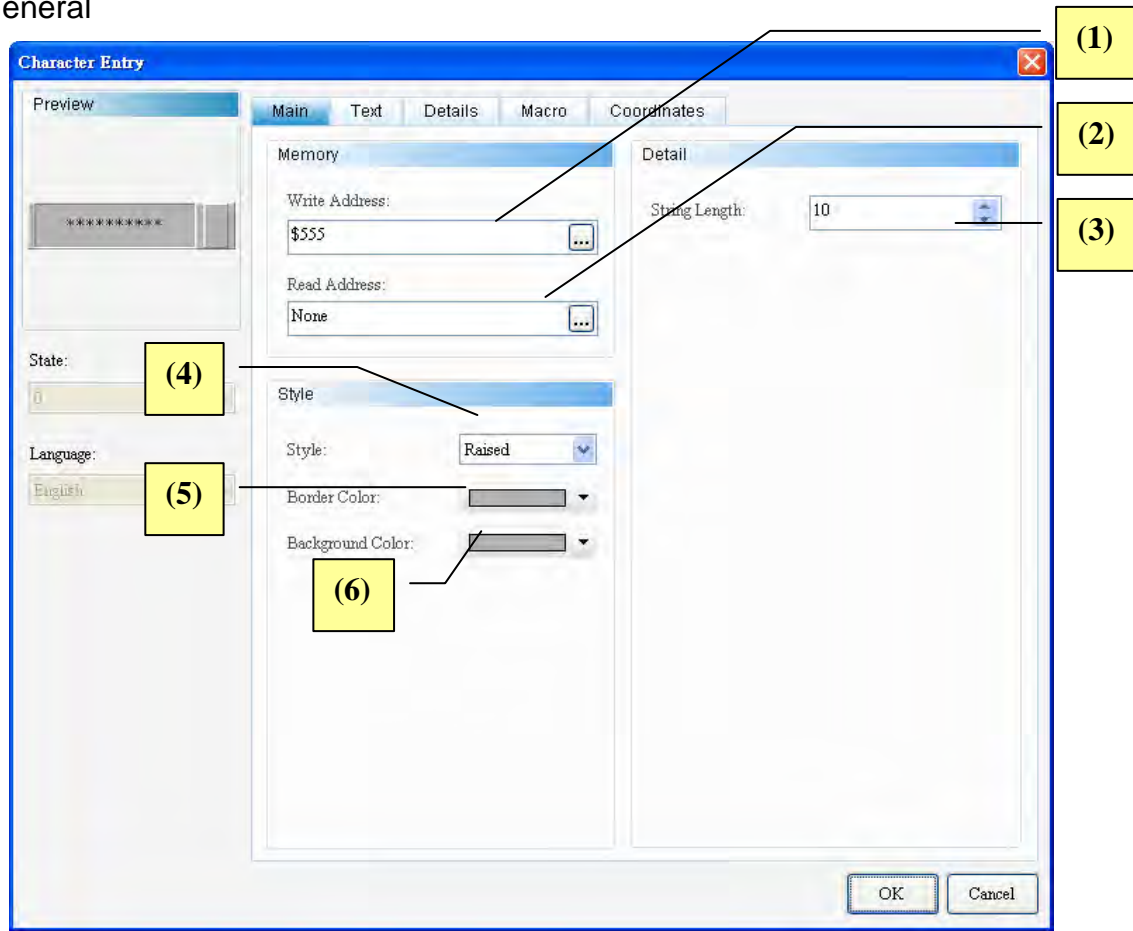 eneral
(1)
Character Entry
Preview
Main Text Details Macro Coordinates
(2)
Memory
Detail
Write Address:
String Length: 10
(3)
**********
$555
...
Read Address:
None
...
State:
(4)
0
Style
Language:
Style: Raised
English
(5)
Border Color:
Background Color:
(6)
OK Cancel